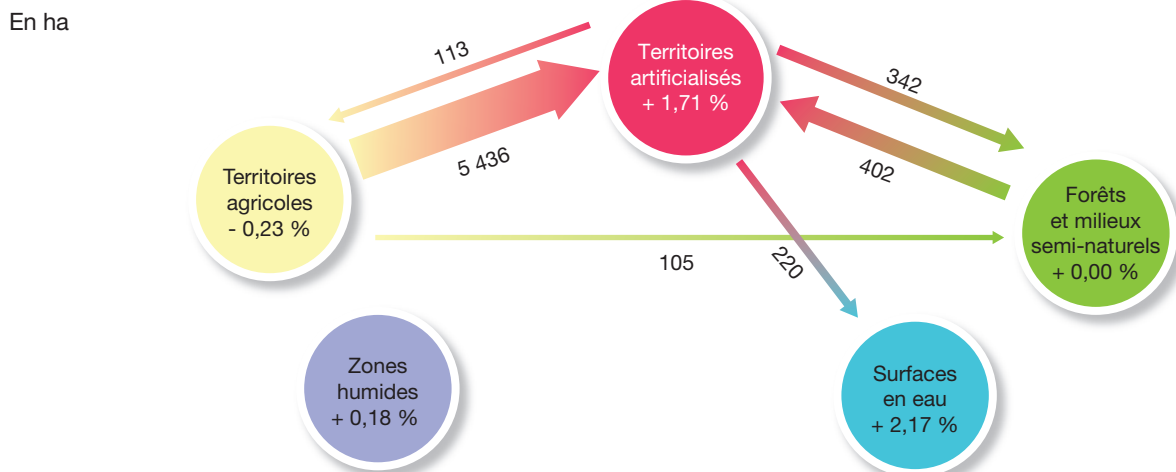 En ha
113
5 436
Territoires
artificialisés
+ 1,71 %
342
402
Territoires
agricoles
- 0,23 %
105
220
Forêts
et milieux
semi-naturels
+ 0,00 %
Zones
humides
+ 0,18 %
Surfaces
en eau
+ 2,17 %